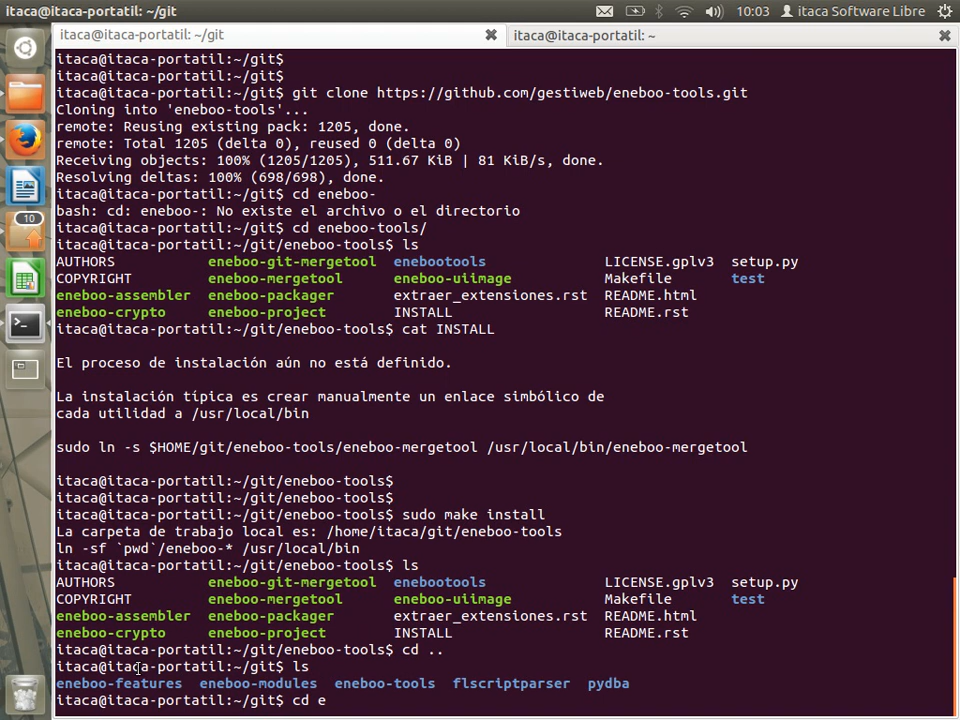 itaca@itaca-portatil: ~/git
10:03 itaca Software Libre
itaca@itaca-portatil: ~/git
itaca@itaca-portatil: ~
10
itaca@itaca-portatil:~/git$
itaca@itaca-portatil:~/git$
itaca@itaca-portatil:~/git$ git clone https://github.com/gestiweb/eneboo-tools.git
Cloning into 'eneboo-tools'...
remote: Reusing existing pack: 1205, done.
remote: Total 1205 (delta 0), reused 0 (delta 0)
Receiving objects: 100% (1205/1205), 511.67 KiB | 81 KiB/s, done.
Resolving deltas: 100% (698/698), done.
itaca@itaca-portatil:~/git$ cd eneboo-
bash: cd: eneboo-: No existe el archivo o el directorio
itaca@itaca-portatil:~/git$ cd eneboo-tools/
itaca@itaca-portatil:~/git/eneboo-tools$ ls
AUTHORS eneboo-git-mergetool enebootools LICENSE.gplv3 setup.py
COPYRIGHT eneboo-mergetool eneboo-uiimage Makefile test
eneboo-assembler eneboo-packager extraer_extensiones.rst README.html
eneboo-crypto eneboo-project INSTALL README.rst
itaca@itaca-portatil:~/git/eneboo-tools$ cat INSTALL
El proceso de instalación aún no está definido.
La instalación típica es crear manualmente un enlace simbólico de
cada utilidad a /usr/local/bin
sudo ln -s $HOME/git/eneboo-tools/eneboo-mergetool /usr/local/bin/eneboo-mergetool
itaca@itaca-portatil:~/git/eneboo-tools$
itaca@itaca-portatil:~/git/eneboo-tools$
itaca@itaca-portatil:~/git/eneboo-tools$ sudo make install
La carpeta de trabajo local es: /home/itaca/git/eneboo-tools
ln -sf `pwd`/eneboo-* /usr/local/bin
itaca@itaca-portatil:~/git/eneboo-tools$ ls
AUTHORS eneboo-git-mergetool enebootools LICENSE.gplv3 setup.py
COPYRIGHT eneboo-mergetool eneboo-uiimage Makefile test
eneboo-assembler eneboo-packager extraer_extensiones.rst README.html
eneboo-crypto eneboo-project INSTALL README.rst
itaca@itaca-portatil:~/git/eneboo-tools$ cd ..
itaca@itaca-portatil:~/git$ ls
eneboo-features eneboo-modules eneboo-tools flscriptparser pydba
itaca@itaca-portatil:~/git$ cd e